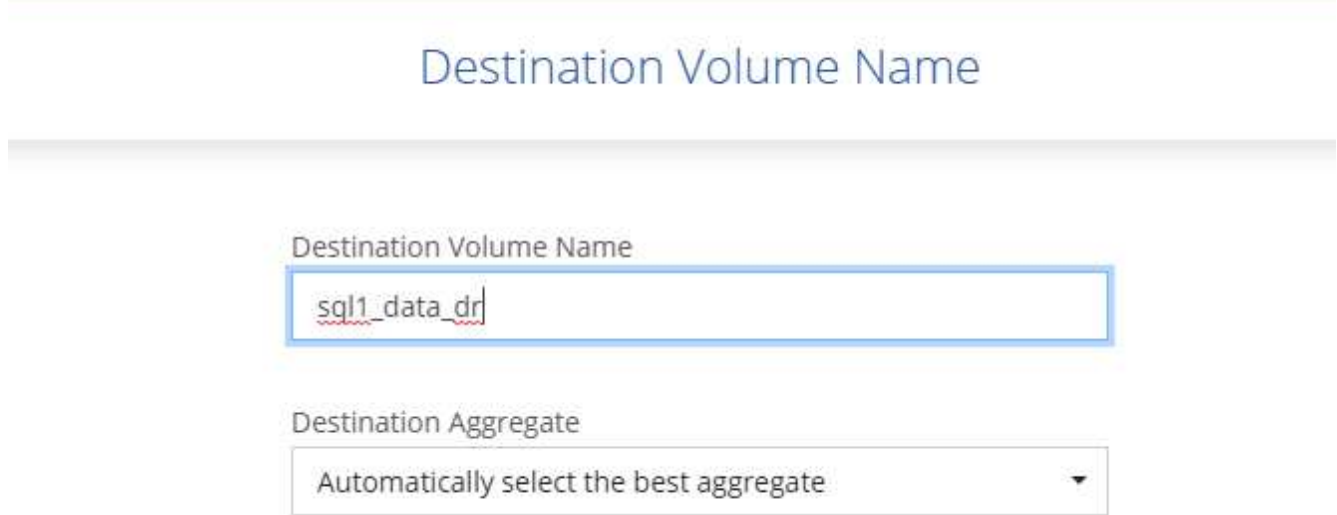 Destination Volume Name
Destination Volume Name
sql1_data_dr
Destination Aggregate
Automatically select the best aggregate